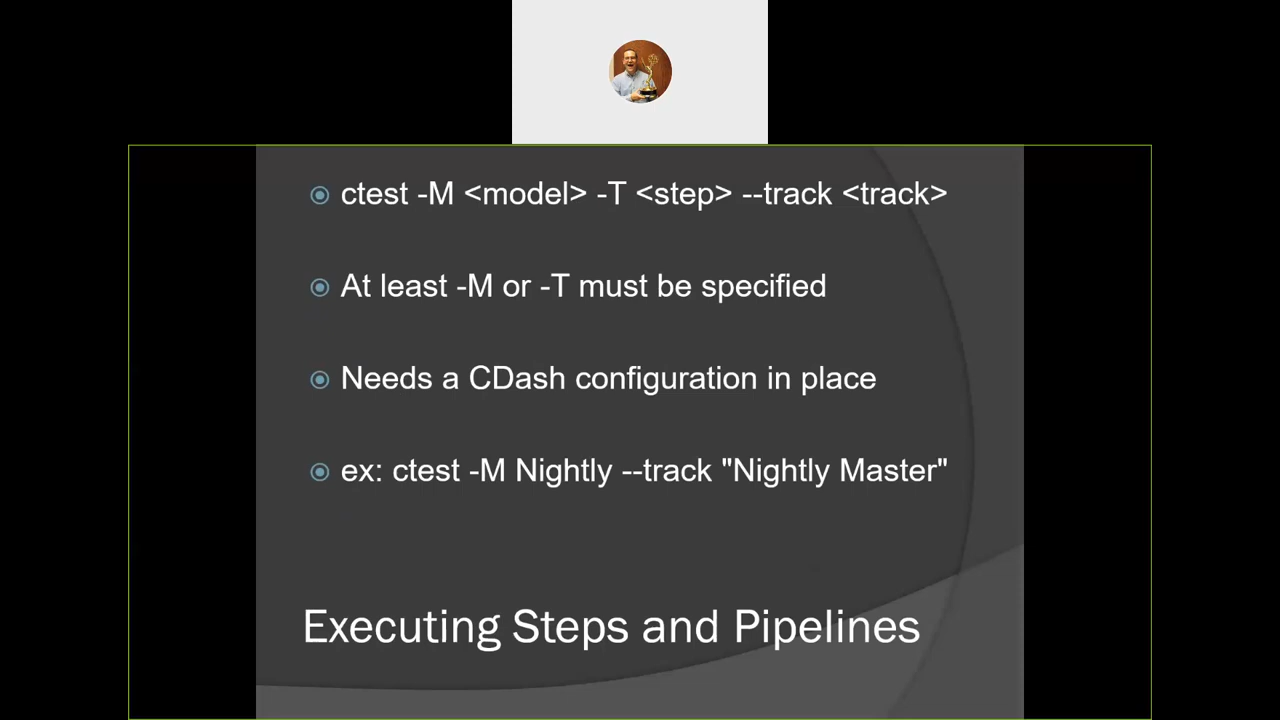 ctest -M <model> -T <step> --track <track>
At least -M or -T must be specified
Needs a CDash configuration in place
ex: ctest -M Nightly --track "Nightly Master"
Executing Steps and Pipelines